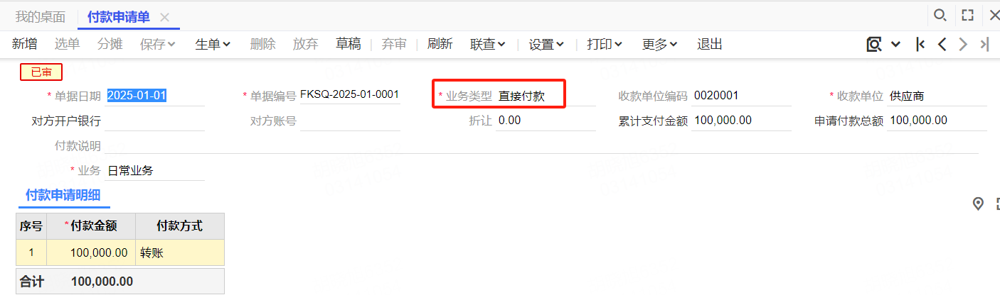 我的桌面 付款申请单
新增 选单 分摊 保存 生单 删除 放弃 草稿 弃审 刷新 联查 设置 打印 更多 退出
已审
* 单据日期 2025-01-01 * 单据编号 FKSQ-2025-01-0001 * 业务类型 直接付款 收款单位编码 0020001 * 收款单位 供应商
对方开户银行 对方账号 折让 0.00 累计支付金额 100,000.00 申请付款总额 100,000.00
付款说明
* 业务 日常业务
付款申请明细
序号 *付款金额 付款方式
1 100,000.00 转账
合计 100,000.00